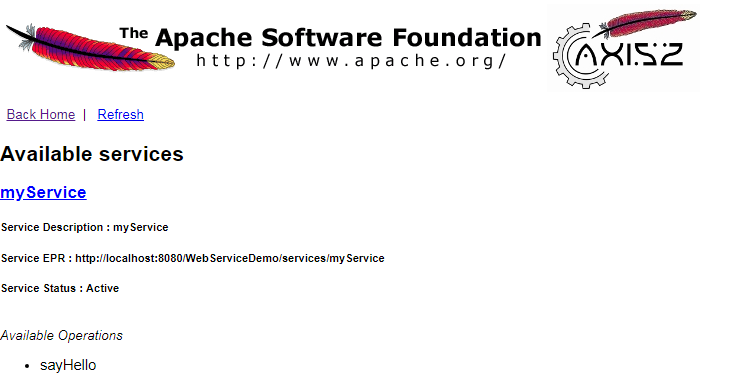 The Apache Software Foundation
http://www.apache.org/
AXIS2
Back Home | Refresh
Available services
myService
Service Description : myService
Service EPR : http://localhost:8080/WebServiceDemo/services/myService
Service Status : Active
Available Operations
• sayHello